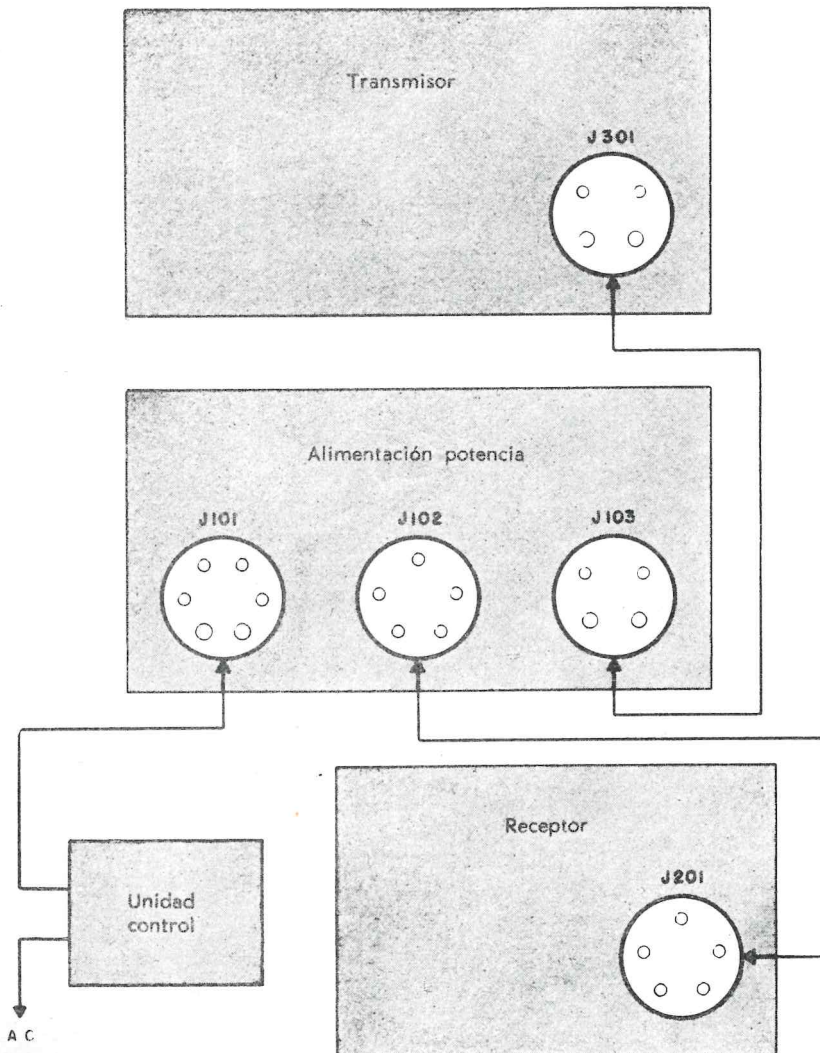 Transmisor
J301
Alimentación potencia
J101
J102
J103
Receptor
J201
Unidad
control
A C